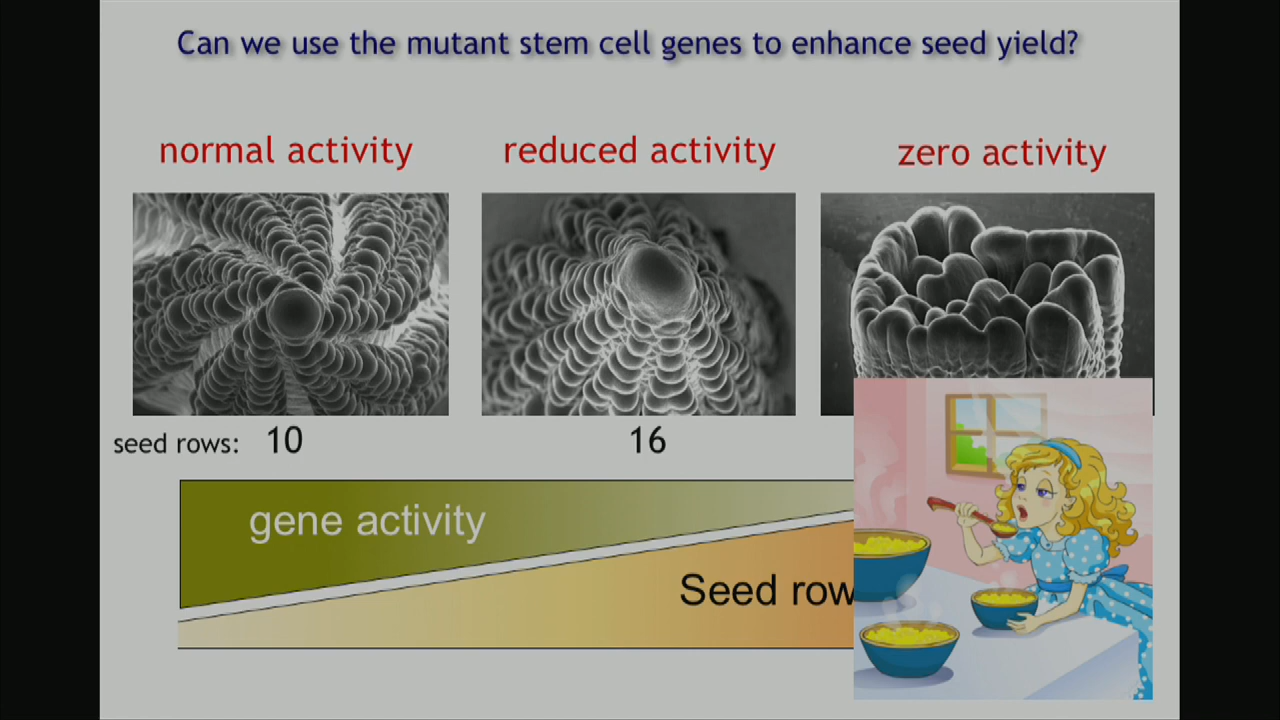 Can we use the mutant stem cell genes to enhance seed yield?
normal activity
reduced activity
zero activity
seed rows: 10
16
gene activity
Seed row